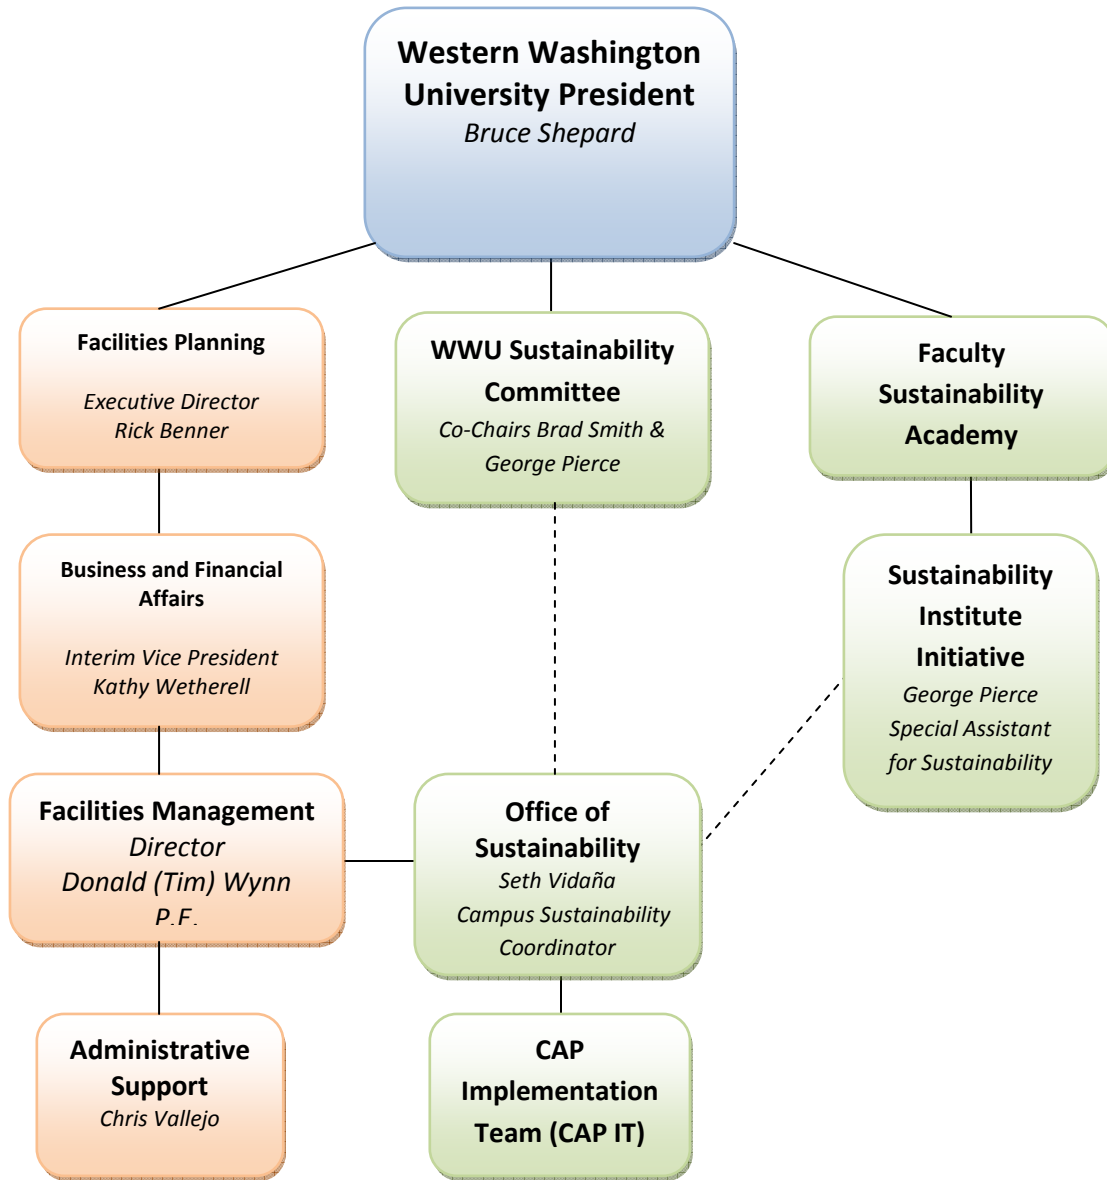 Western Washington
University President
Bruce Shepard
Facilities Planning
Executive Director
Rick Benner
WWU Sustainability
Committee
Co-Chairs Brad Smith &
George Pierce
Faculty
Sustainability
Academy
Business and Financial
Affairs
Interim Vice President
Kathy Wetherell
Sustainability
Institute
Initiative
George Pierce
Special Assistant
for Sustainability
Facilities Management
Director
Donald (Tim) Wynn
P.E.
Office of
Sustainability
Seth Vidaña
Campus Sustainability
Coordinator
Administrative
Support
Chris Vallejo
CAP
Implementation
Team (CAP IT)